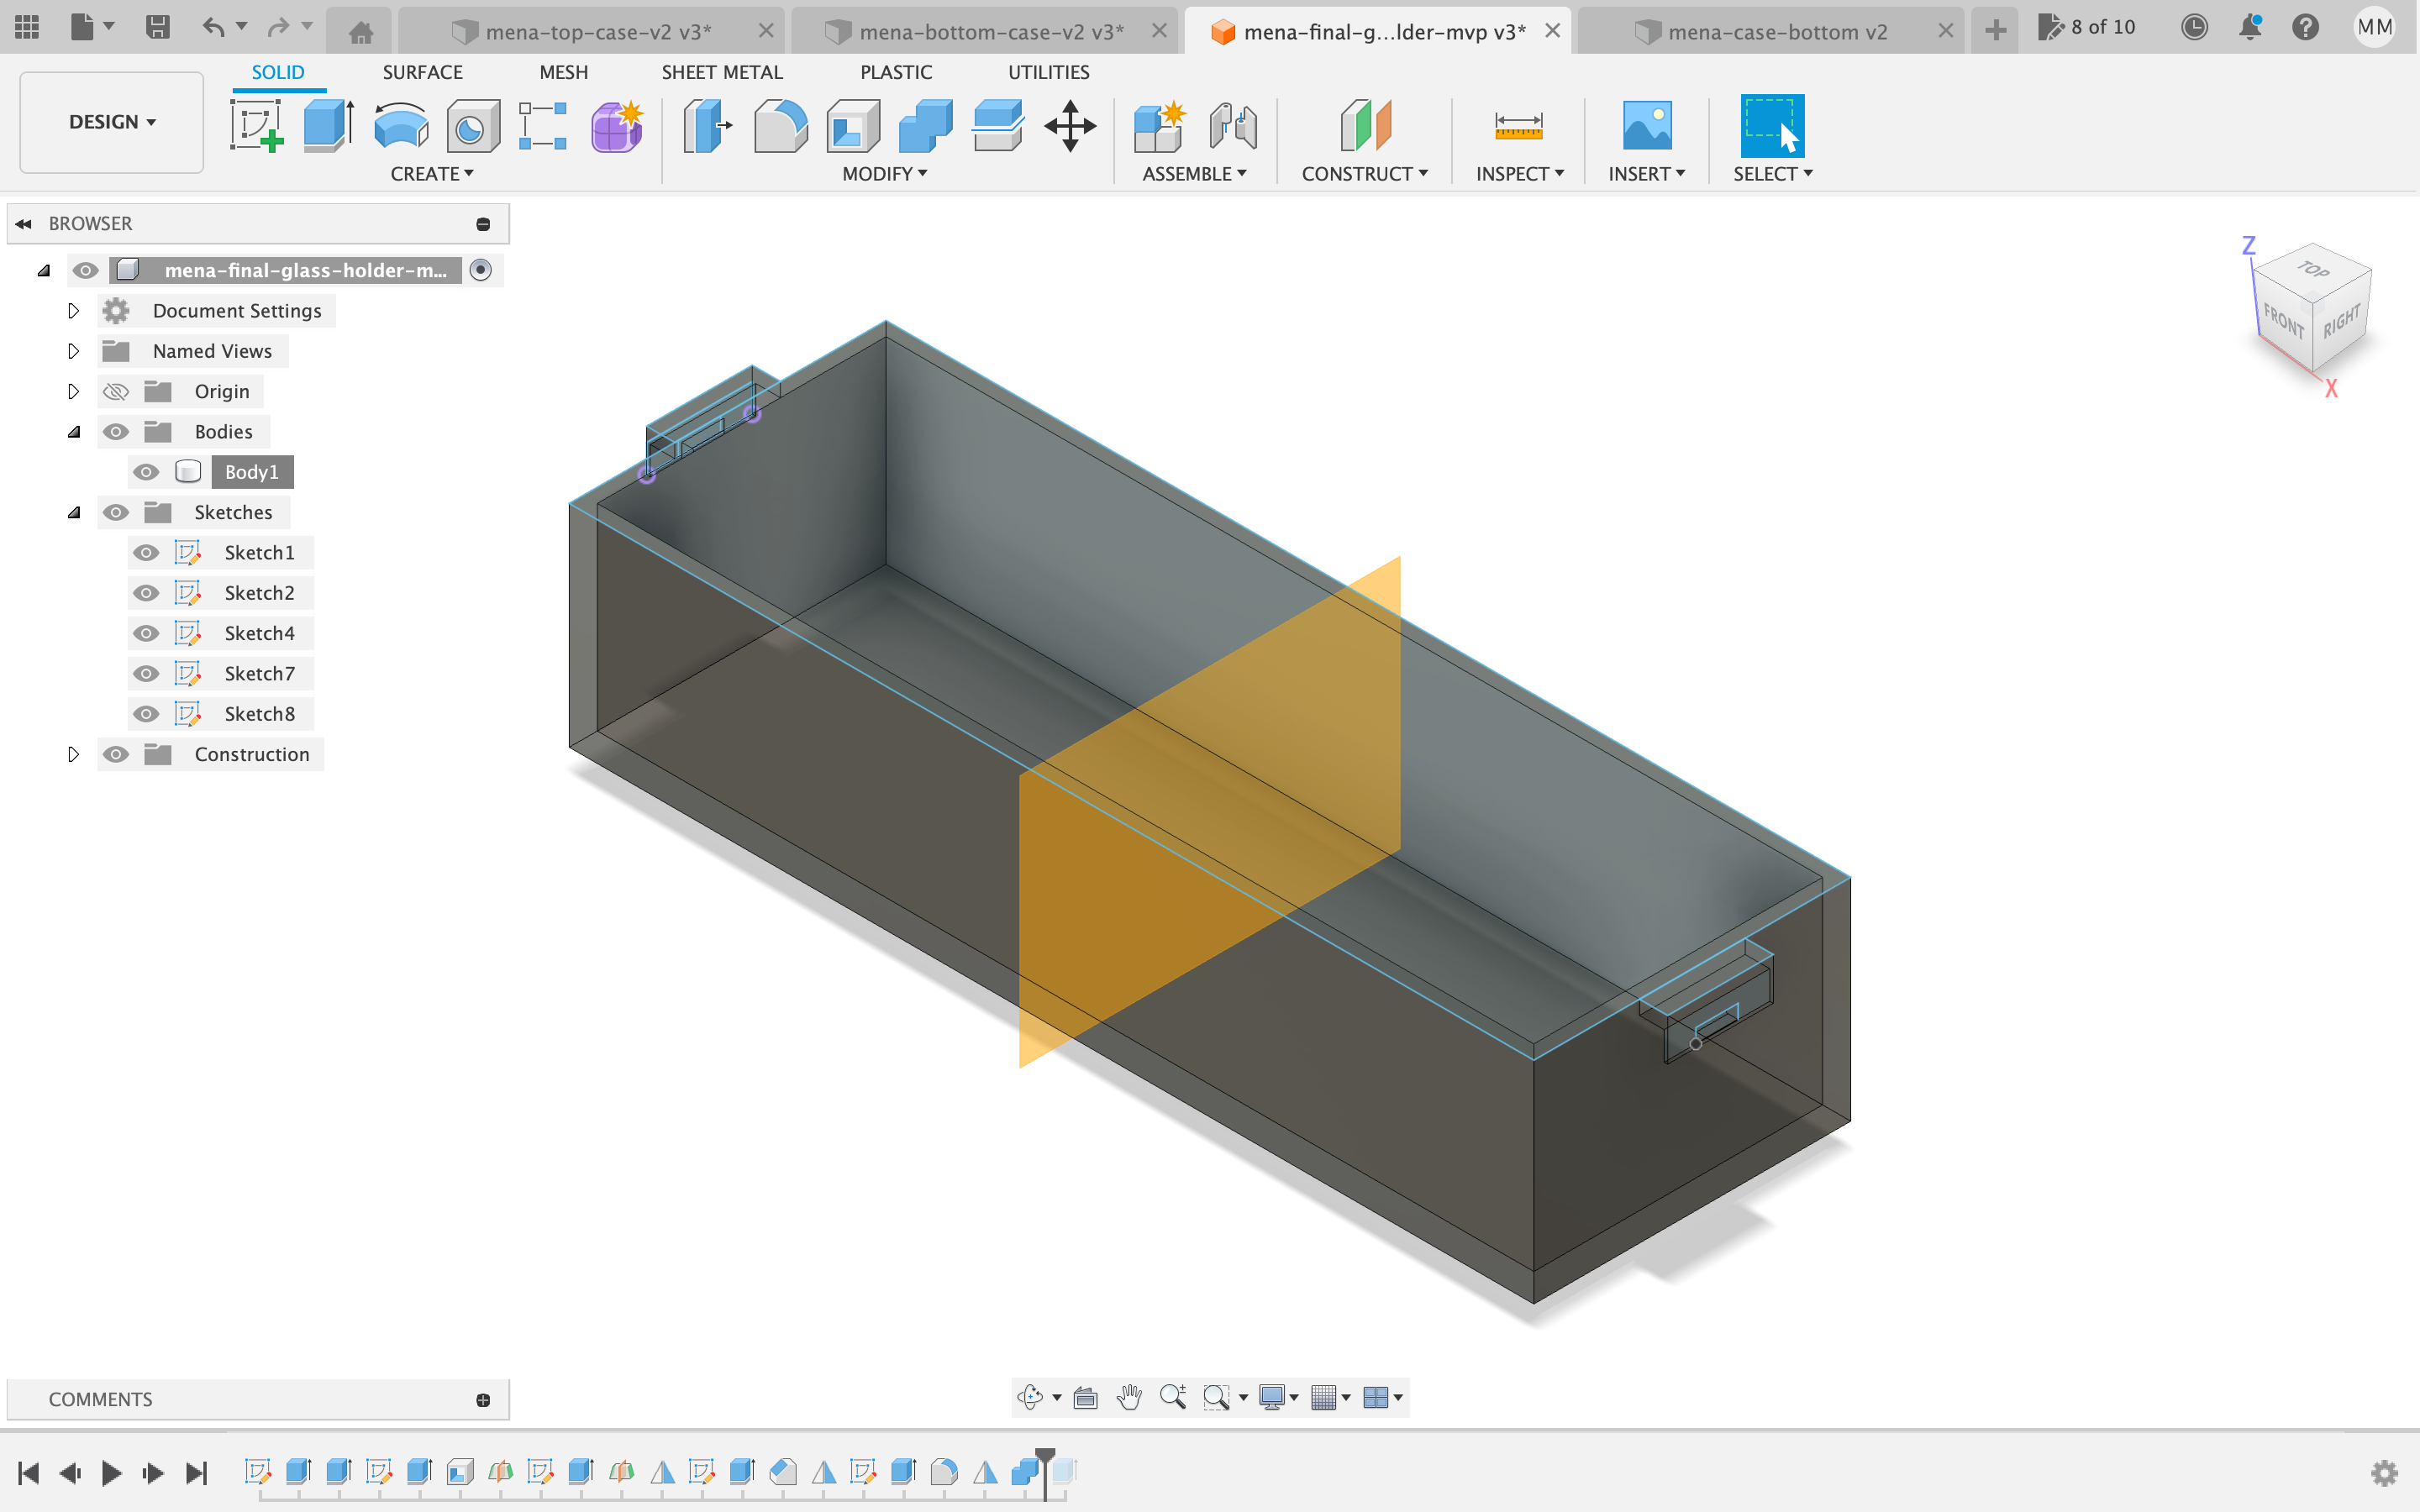 mena-top-case-v2 v3*
mena-bottom-case-v2 v3*
mena-final-g...lder-mvp v3*
mena-case-bottom v2
8 of 10
MM
DESIGN
SOLID
SURFACE
MESH
SHEET METAL
PLASTIC
UTILITIES
CREATE
MODIFY
ASSEMBLE
CONSTRUCT
INSPECT
INSERT
SELECT
BROWSER
mena-final-glass-holder-m...
Document Settings
Named Views
Origin
Bodies
Body1
Sketches
Sketch1
Sketch2
Sketch4
Sketch7
Sketch8
Construction
Z
TOP
FRONT
RIGHT
X
COMMENTS